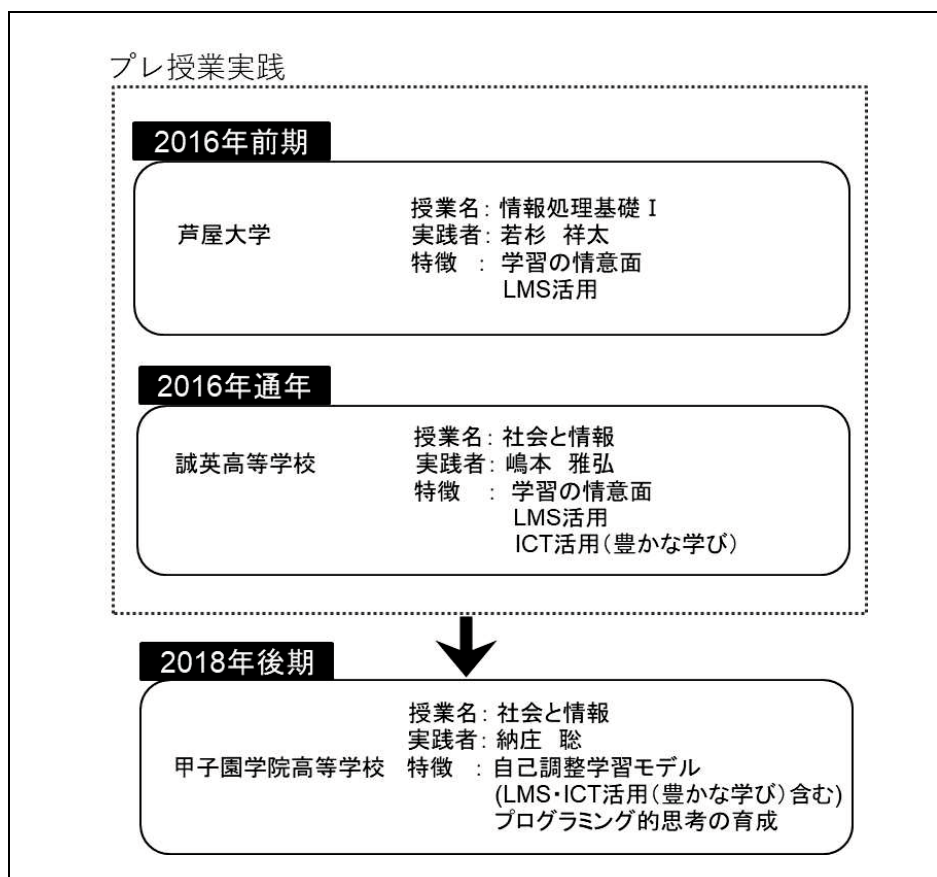 プレ授業実践
2016年前期
芦屋大学
授業名： 情報処理基礎Ⅰ
実践者： 若杉　祥太
特徴　： 学習の情意面
LMS活用
2016年通年
誠英高等学校
授業名： 社会と情報
実践者： 嶋本　雅弘
特徴　： 学習の情意面
LMS活用
ICT活用（豊かな学び）
2018年後期
甲子園学院高等学校
授業名： 社会と情報
実践者： 納庄　聡
特徴　： 自己調整学習モデル
(LMS・ICT活用（豊かな学び）含む)
プログラミング的思考の育成